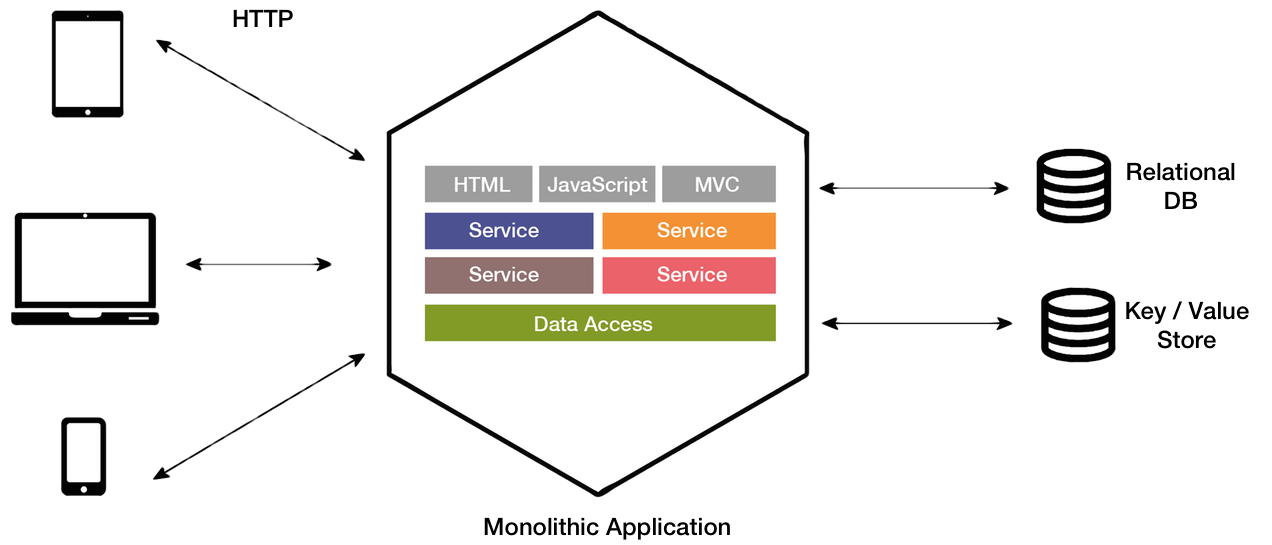 HTTP
HTML
JavaScript
MVC
Service
Service
Service
Service
Data Access
Relational
DB
Key / Value
Store
Monolithic Application